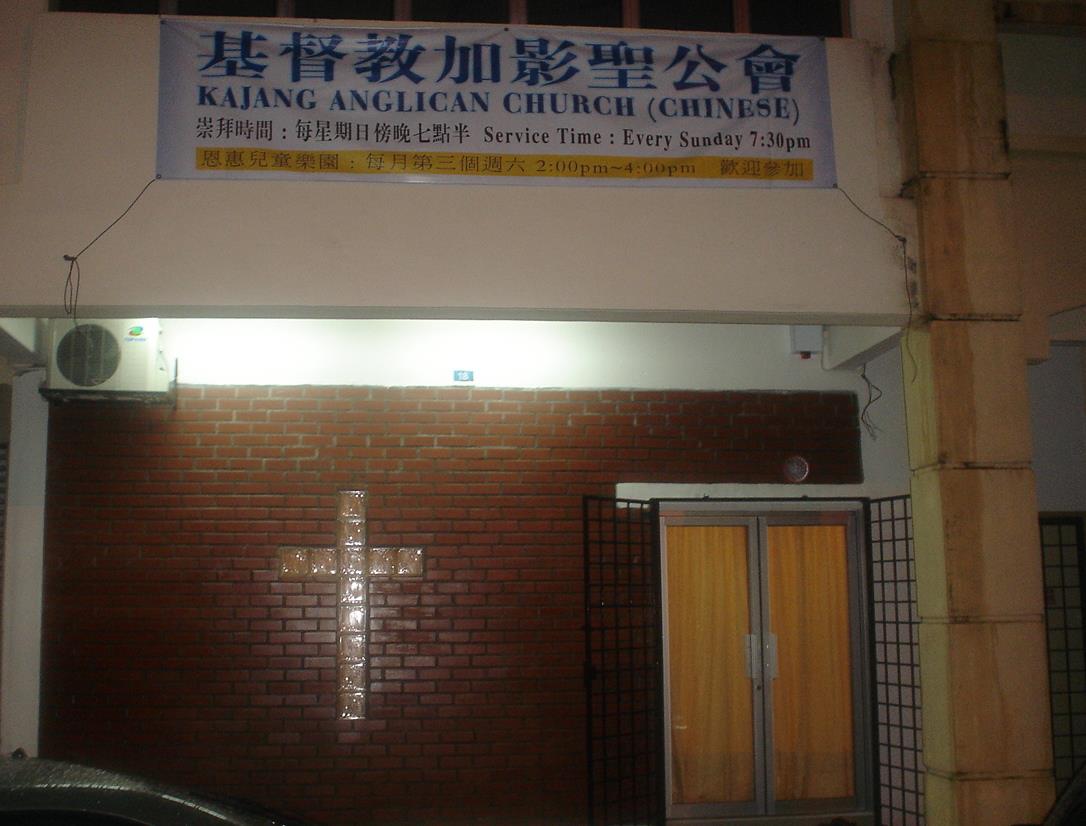 基督教加影聖公會
KAJANG ANGLICAN CHURCH (CHINESE)
崇拜時間：每星期日傍晚七點半 Service Time : Every Sunday 7:30pm
恩惠兒童樂園：每月第三個週六 2:00pm~4:00pm 歡迎參加
18